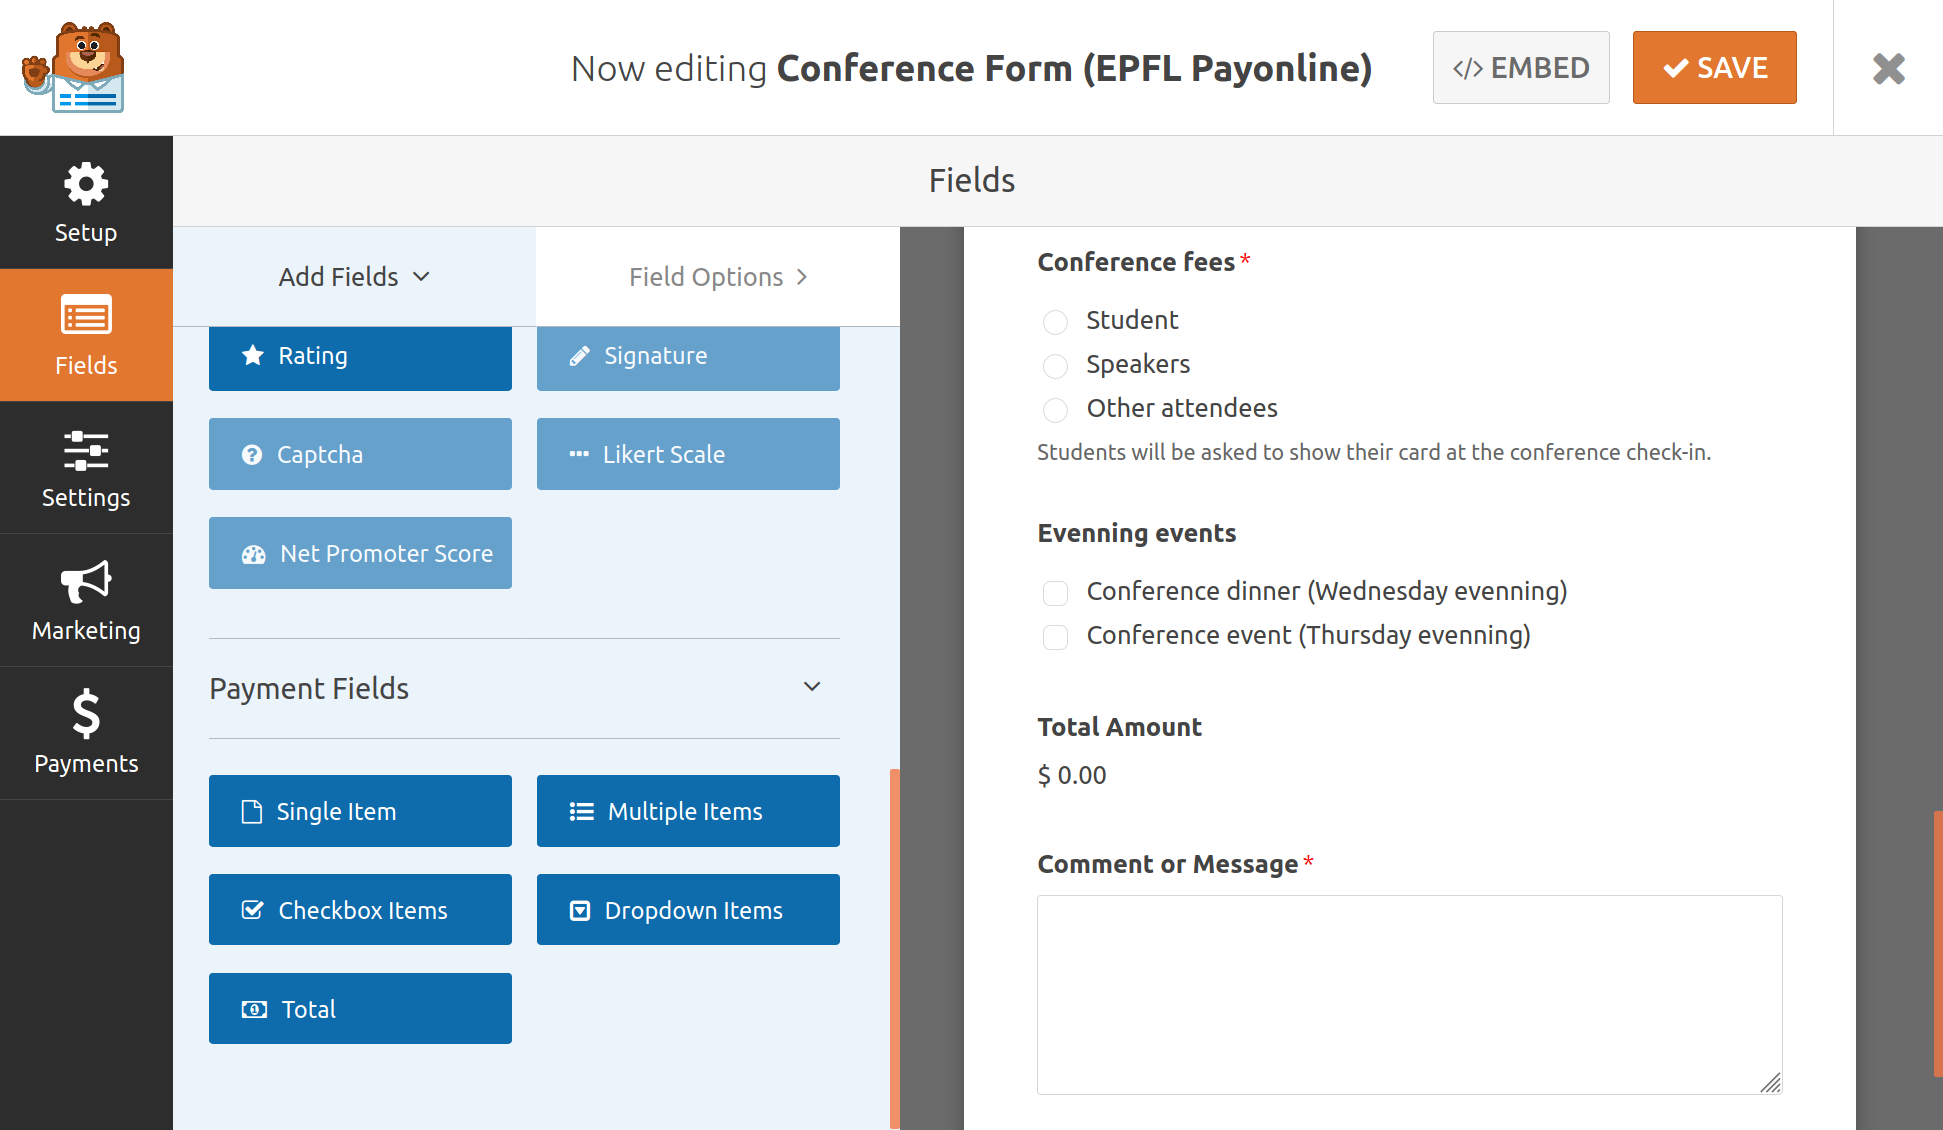 Now editing Conference Form (EPFL Payonline)
</> EMBED
SAVE
Setup
Fields
Settings
Marketing
Payments
Fields
Add Fields
Field Options
Rating
Signature
Captcha
Likert Scale
Net Promoter Score
Payment Fields
Single Item
Multiple Items
Checkbox Items
Dropdown Items
Total
Conference fees *
Student
Speakers
Other attendees
Students will be asked to show their card at the conference check-in.
Evenning events
Conference dinner (Wednesday evenning)
Conference event (Thursday evenning)
Total Amount
$ 0.00
Comment or Message *